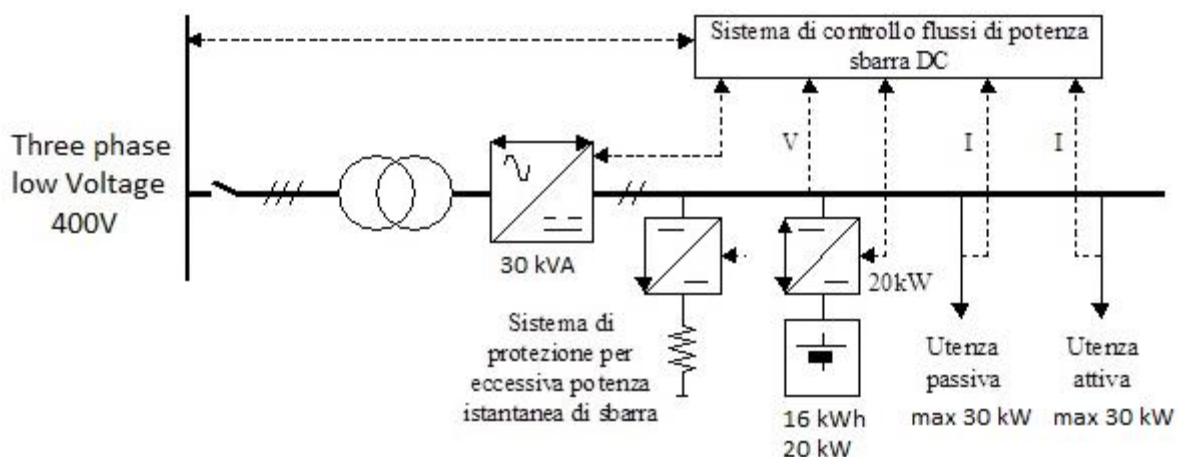 Sistema di controllo flussi di potenza
sbarra DC
Three phase
low Voltage
400V
V
I
I
30 kVA
20kW
Sistema di
protezione per
eccessiva potenza
istantanea di sbarra
16 kWh
20 kW
Utenza
passiva
max 30 kW
Utenza
attiva
max 30 kW